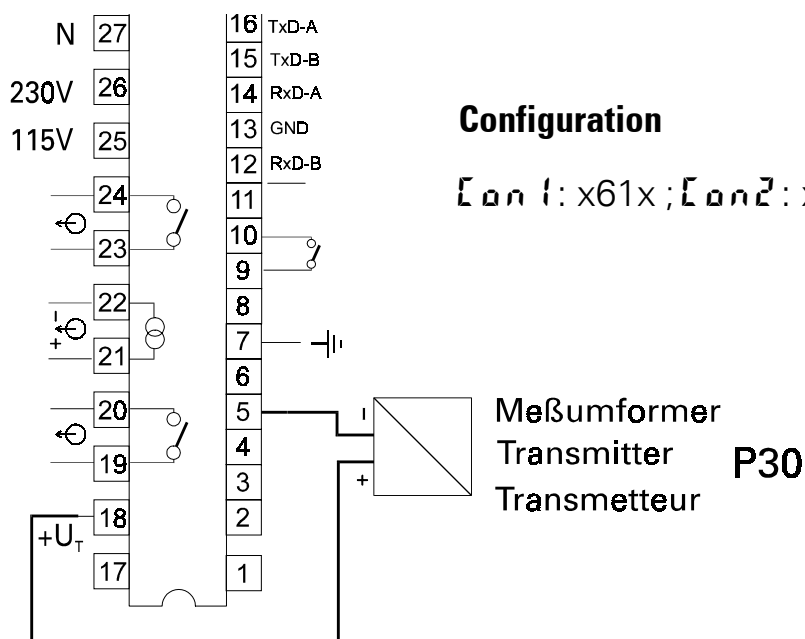 N 27
230V 26
115V 25
24
23
22
-
+
21
20
19
18
+UT
17
16 TxD-A
15 TxD-B
14 RxD-A
13 GND
12 RxD-B
11
10
9
8
7
6
5
4
3
2
1
-
+
Configuration
Con1: x61x ; Con2:
Meßumformer
Transmitter P30
Transmetteur